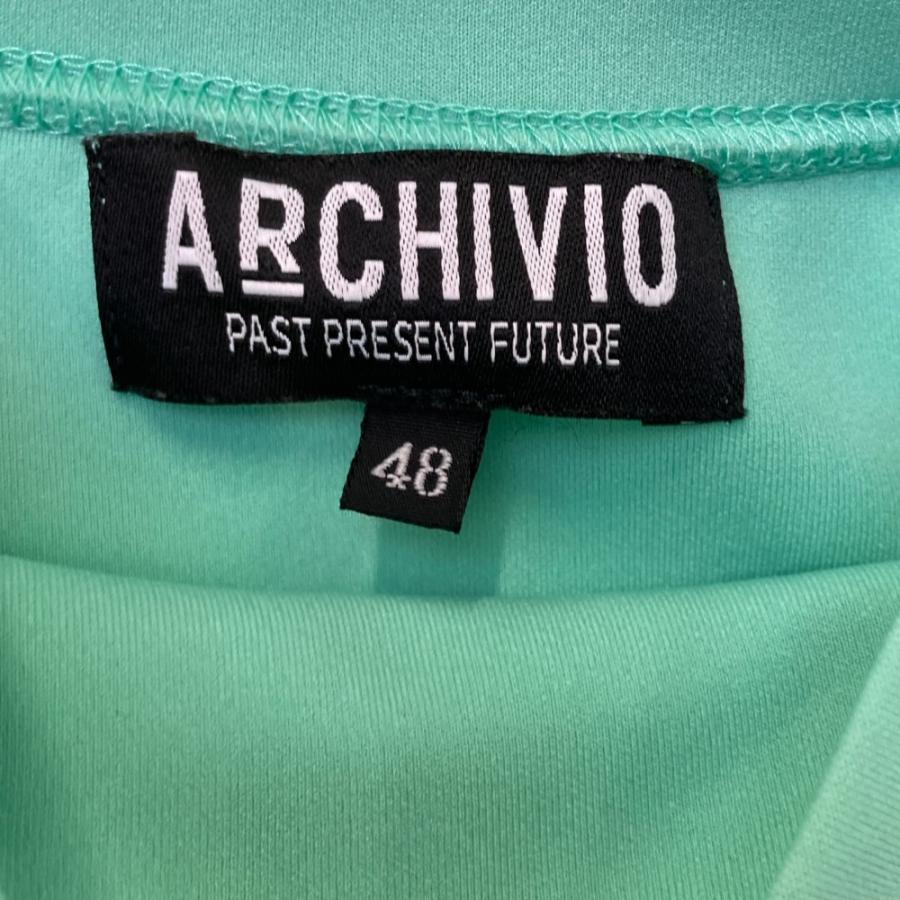 ARCHIVIO
PAST PRESENT FUTURE
48